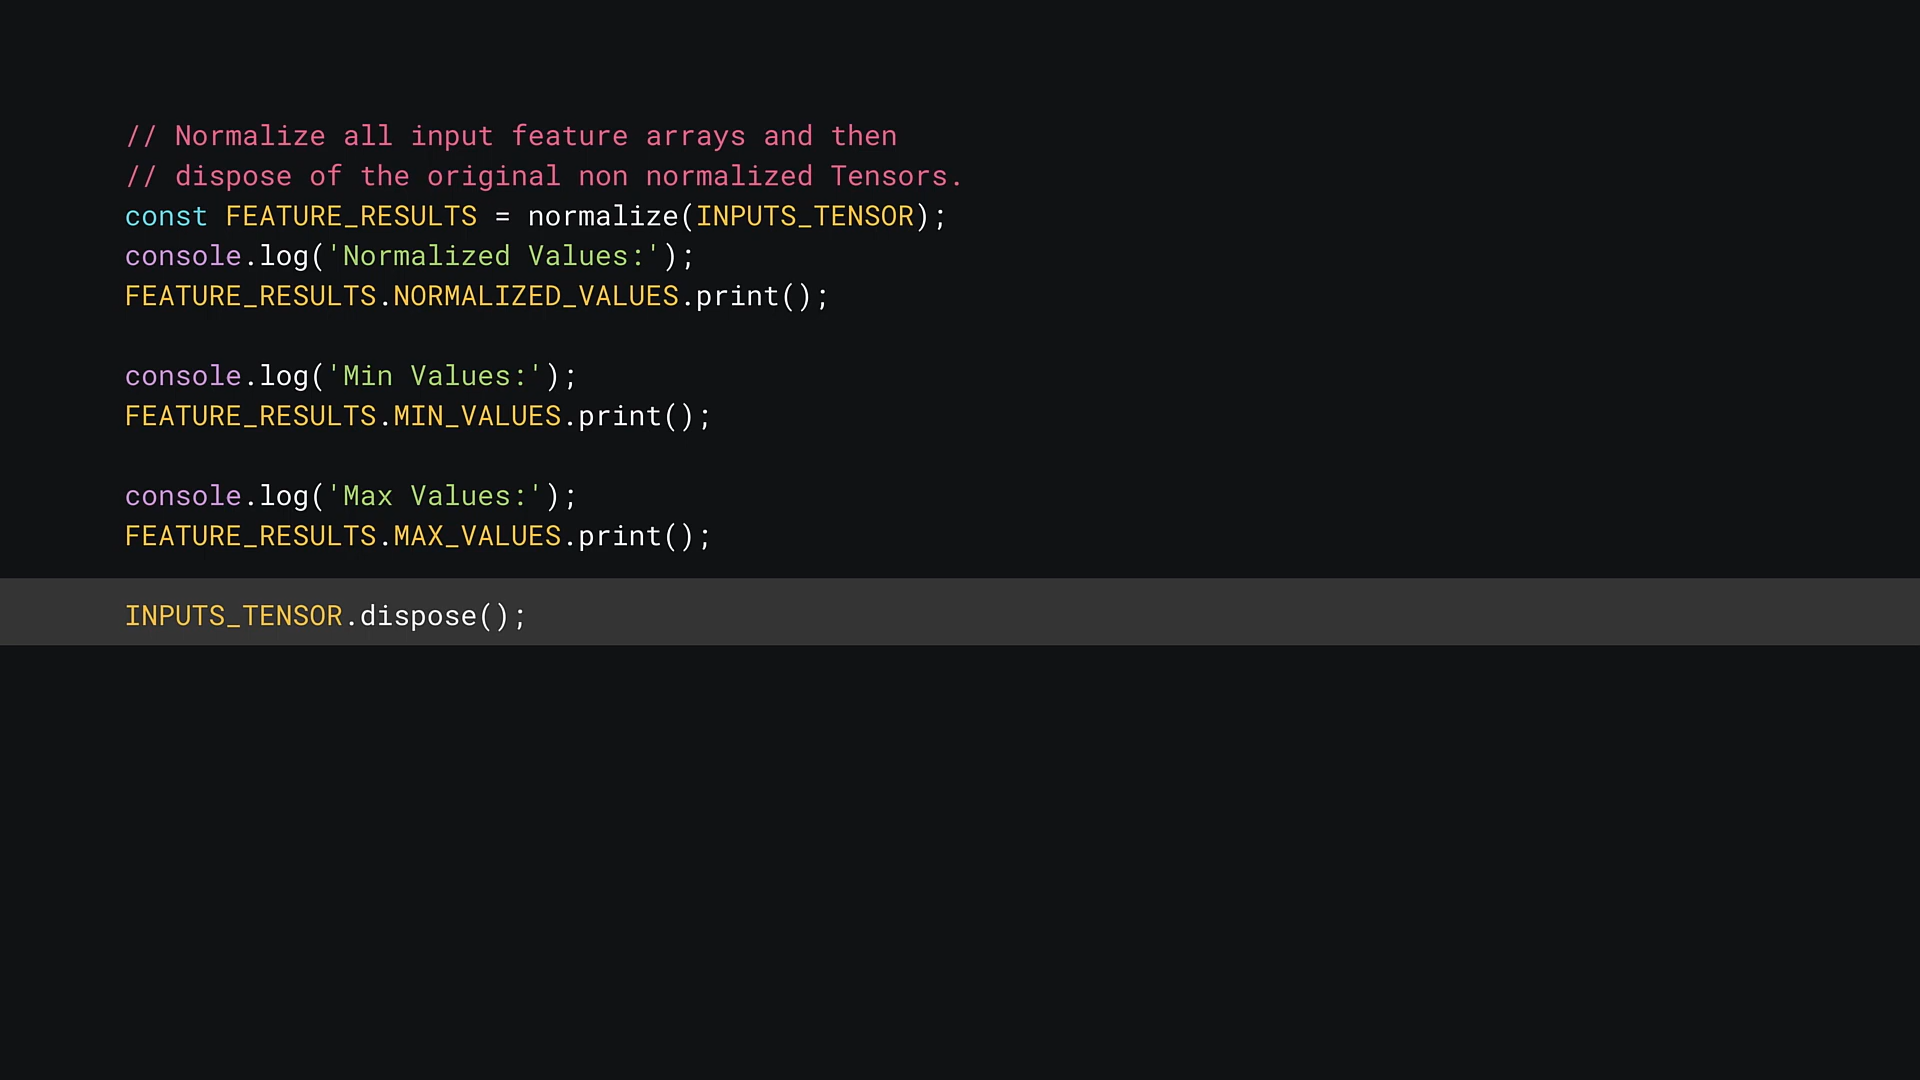 // Normalize all input feature arrays and then
// dispose of the original non normalized Tensors.
const FEATURE_RESULTS = normalize(INPUTS_TENSOR);
console.log('Normalized Values:');
FEATURE_RESULTS.NORMALIZED_VALUES.print();
console.log('Min Values:');
FEATURE_RESULTS.MIN_VALUES.print();
console.log('Max Values:');
FEATURE_RESULTS.MAX_VALUES.print();
INPUTS_TENSOR.dispose();